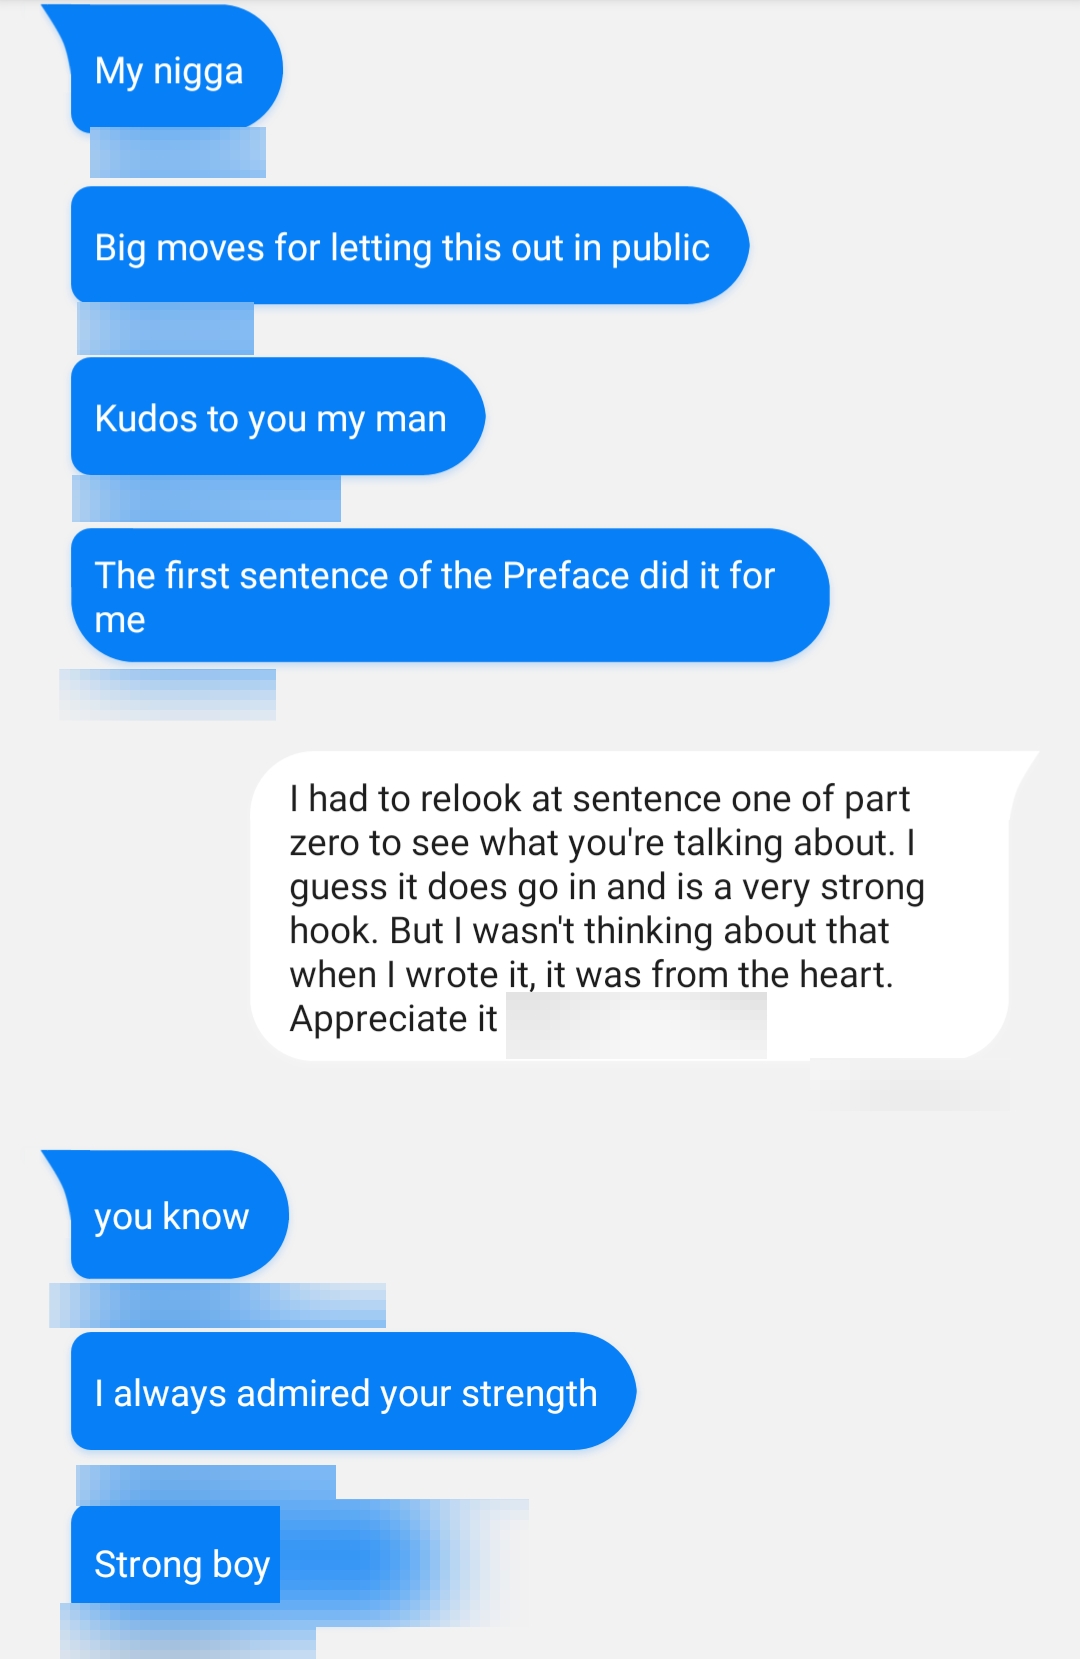 My nigga
Big moves for letting this out in public
Kudos to you my man
The first sentence of the Preface did it for
me
I had to relook at sentence one of part
zero to see what you're talking about. I
guess it does go in and is a very strong
hook. But I wasn't thinking about that
when I wrote it, it was from the heart.
Appreciate it
you know
I always admired your strength
Strong boy